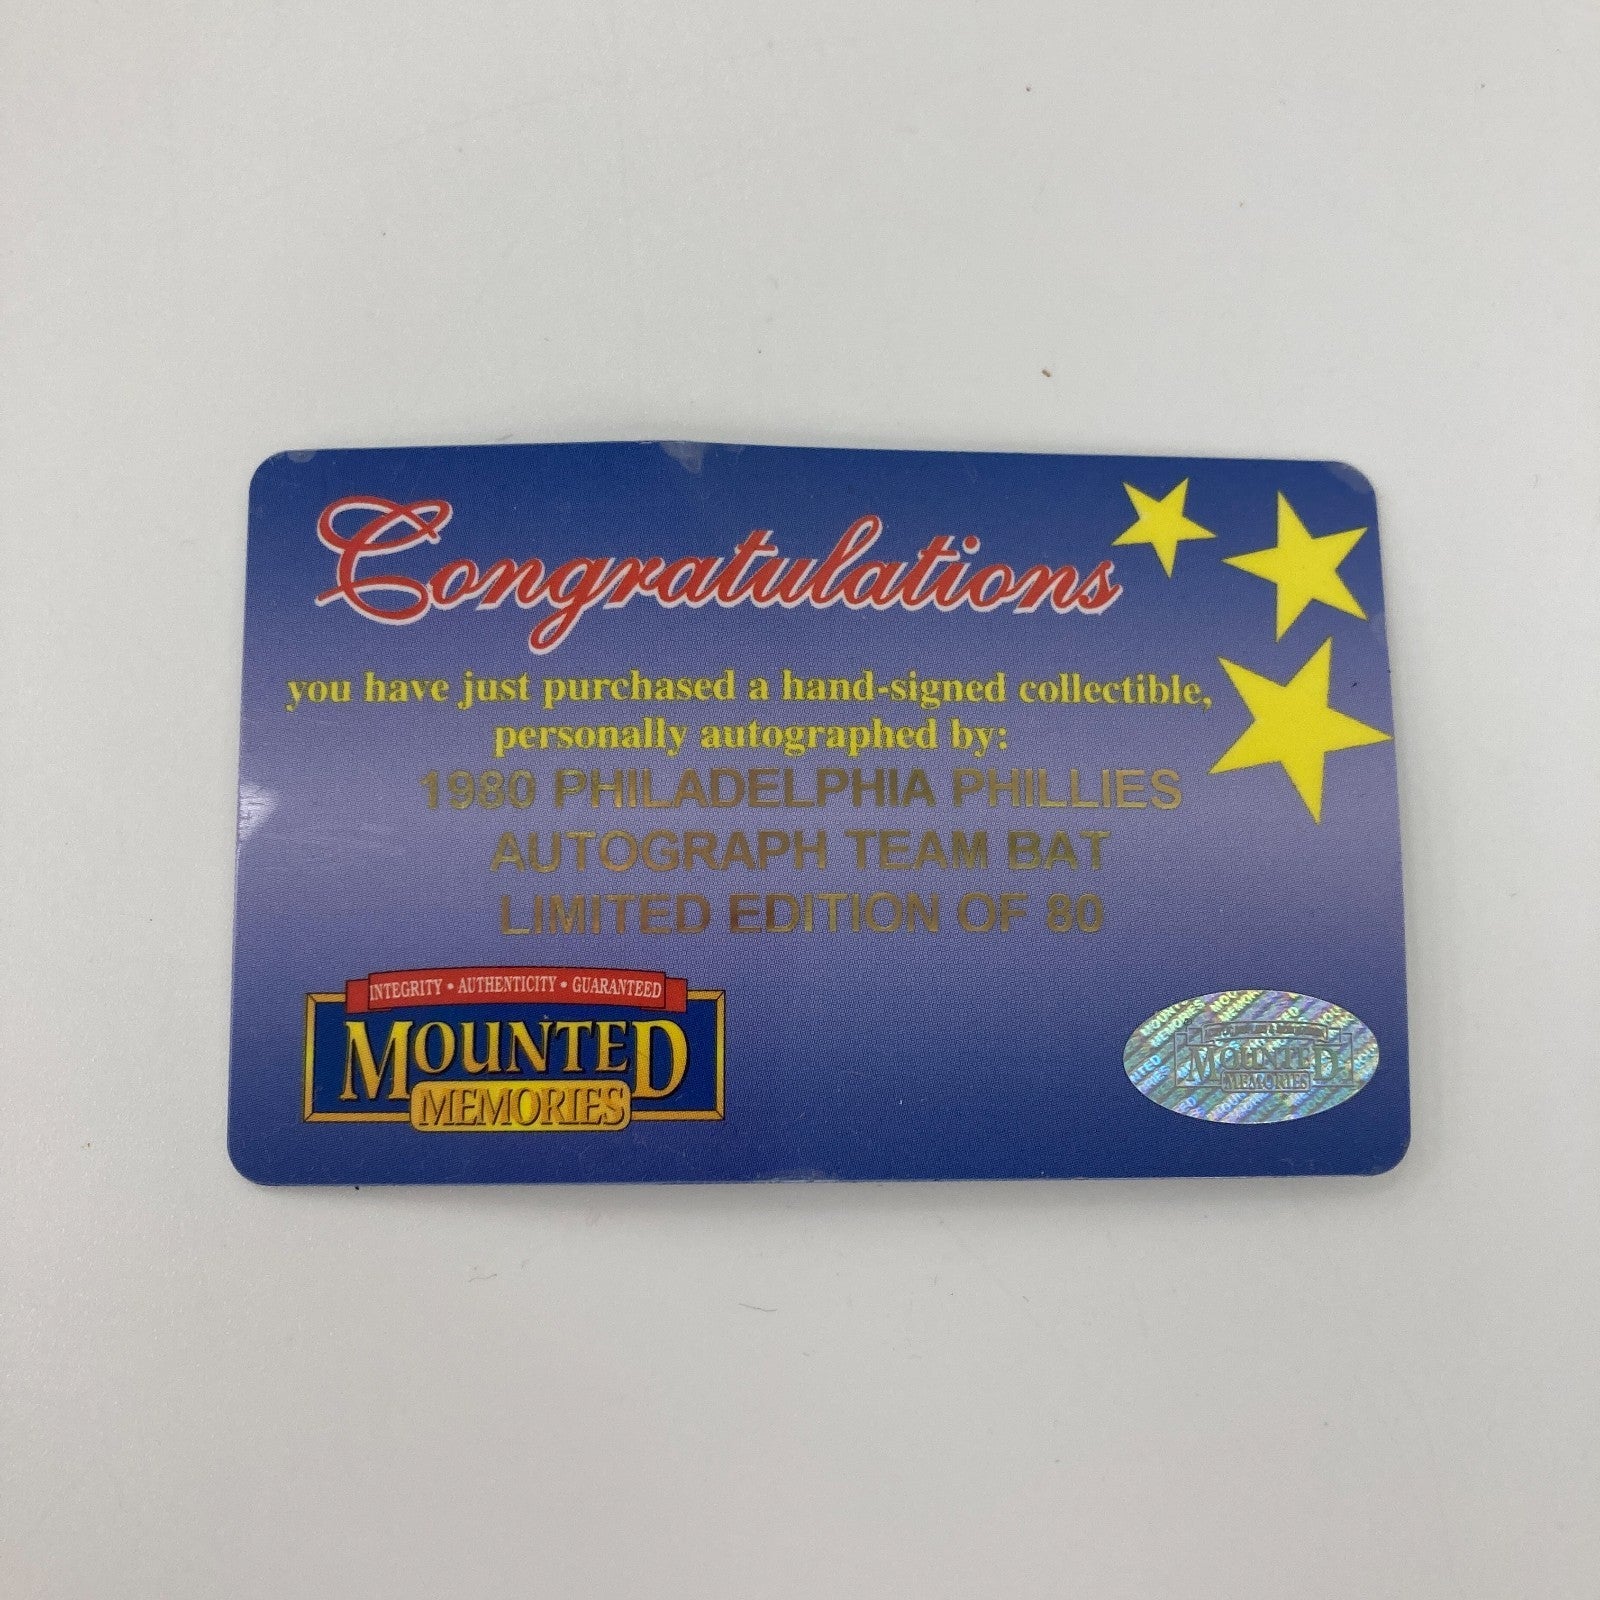 Congratulations
you have just purchased a hand-signed collectible,
personally autographed by:
1980 PHILADELPHIA PHILLIES
AUTOGRAPH TEAM BAT
LIMITED EDITION OF 80
INTEGRITY • AUTHENTICITY • GUARANTEED
MOUNTED
MEMORIES
MOUNTED
MEMORIES